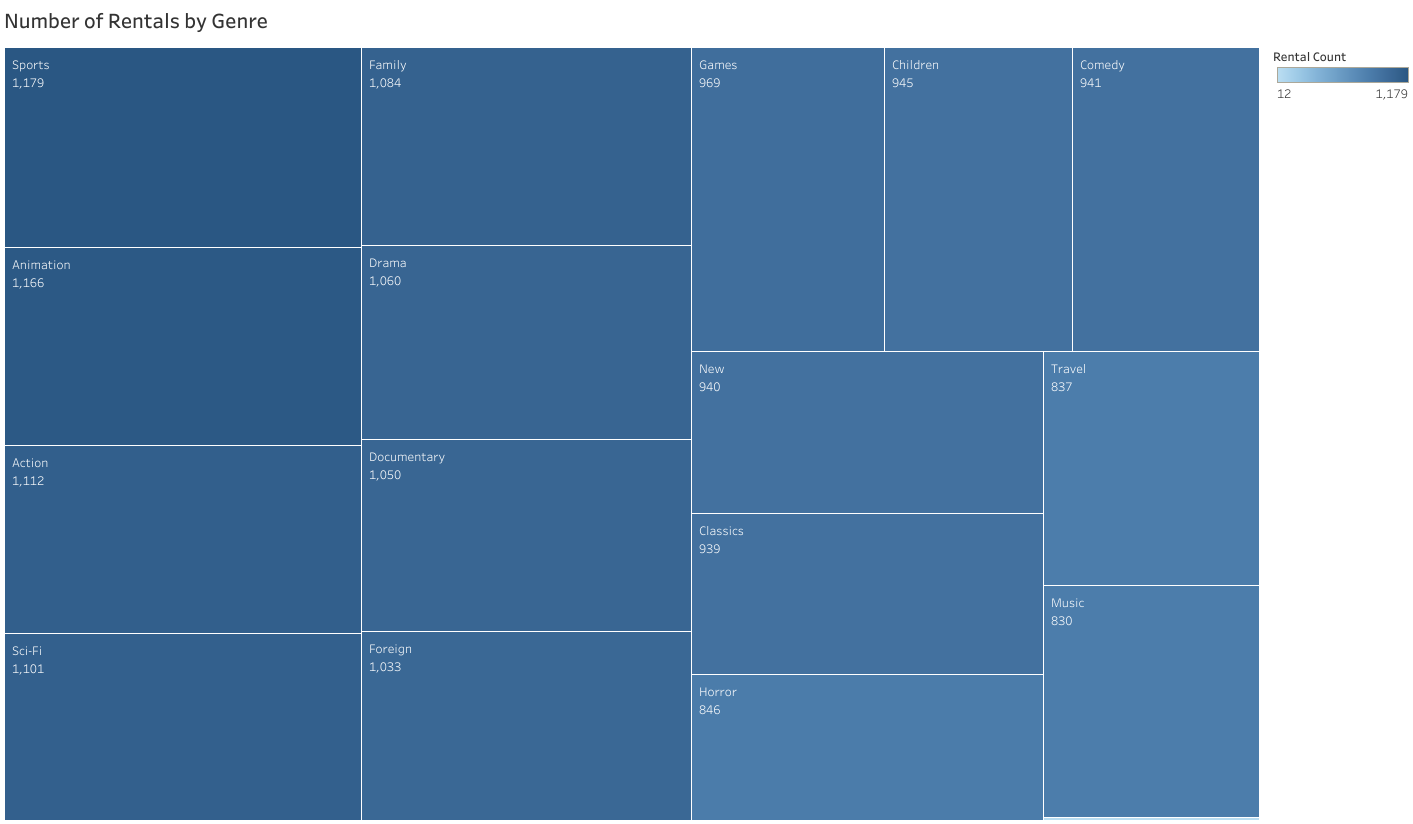 Number of Rentals by Genre
Sports
1,179
Animation
1,166
Action
1,112
Sci-Fi
1,101
Family
1,084
Drama
1,060
Documentary
1,050
Foreign
1,033
Games
969
Children
945
Comedy
941
New
940
Classics
939
Horror
846
Travel
837
Music
830
Rental Count
12 1,179